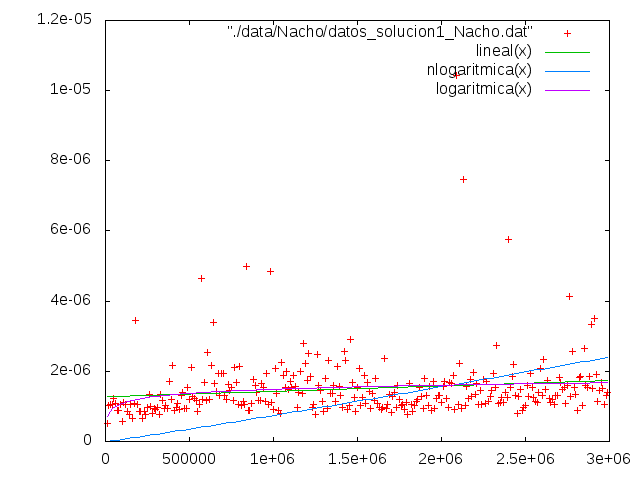 1.2e-05
1e-05
8e-06
6e-06
4e-06
2e-06
0
0
500000
1e+06
1.5e+06
2e+06
2.5e+06
3e+06
"./data/Nacho/datos_solucion1_Nacho.dat"
lineal(x)
nlogaritmica(x)
logaritmica(x)